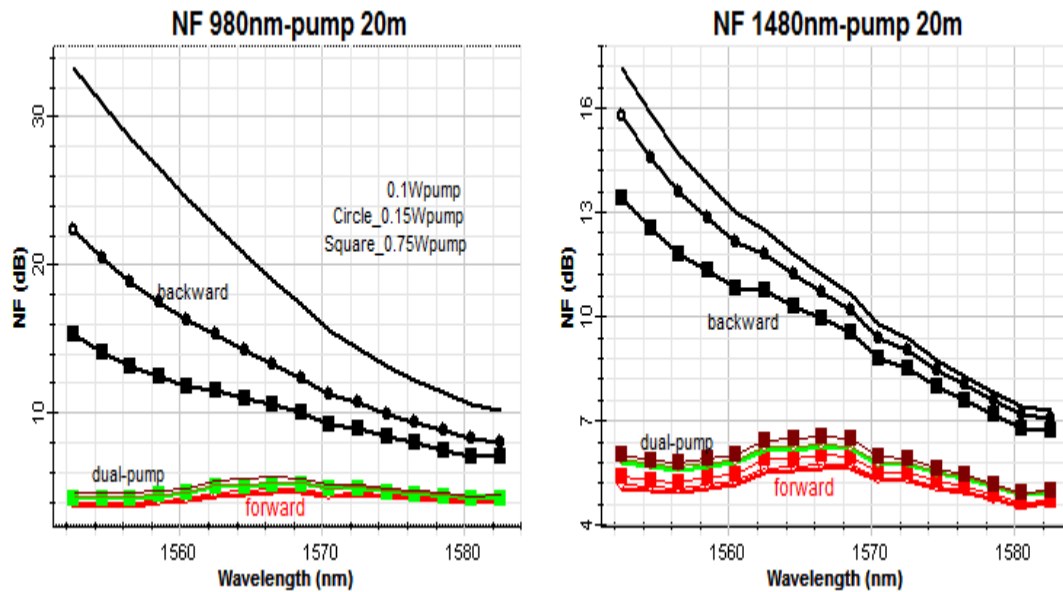 NF 980nm-pump 20m
NF (dB)
30
20
10
0.1Wpump
Circle_0.15Wpump
Square_0.75Wpump
backward
dual-pump
forward
1560
1570
1580
Wavelength (nm)
NF 1480nm-pump 20m
NF (dB)
16
13
10
7
4
backward
dual-pump
forward
1560
1570
1580
Wavelength (nm)